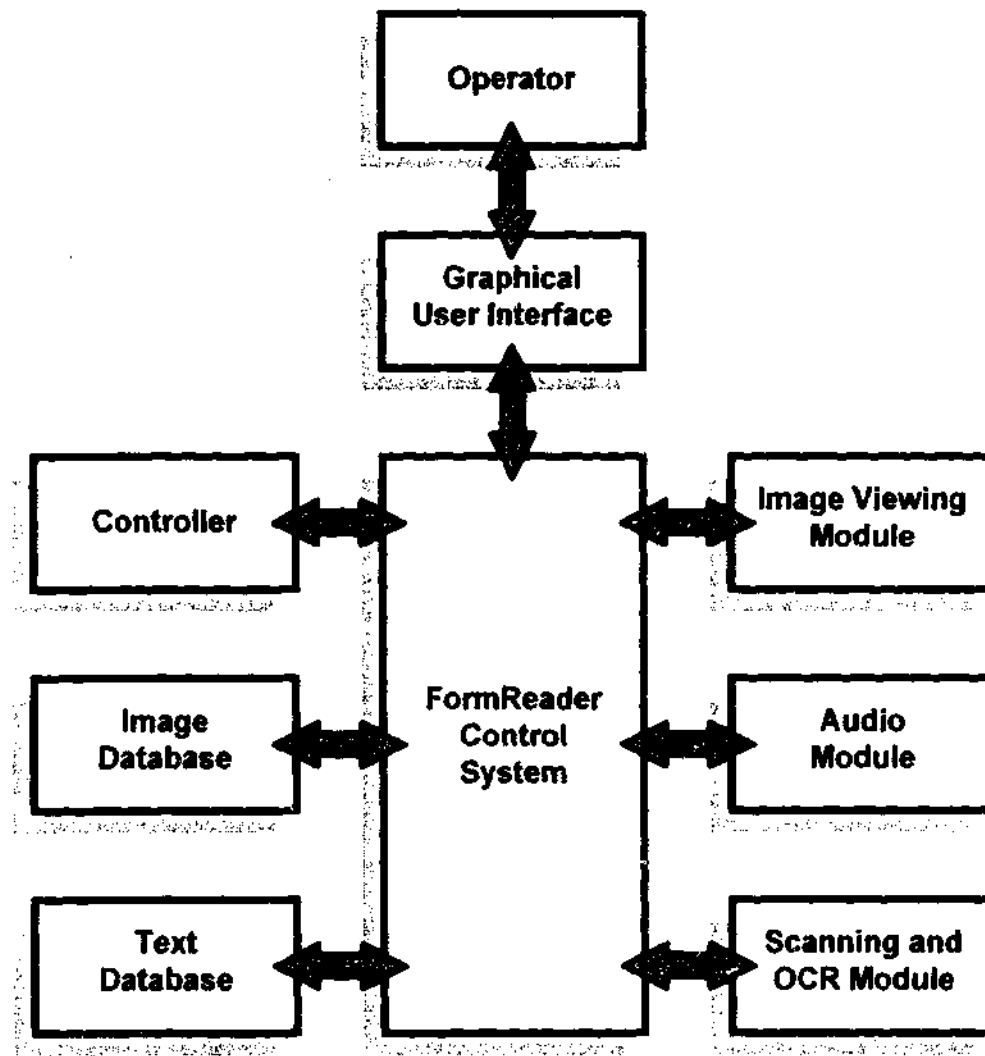 Operator
Graphical
User Interface
Controller
Image Viewing
Module
FormReader
Control
System
Image
Database
Audio
Module
Text
Database
Scanning and
OCR Module